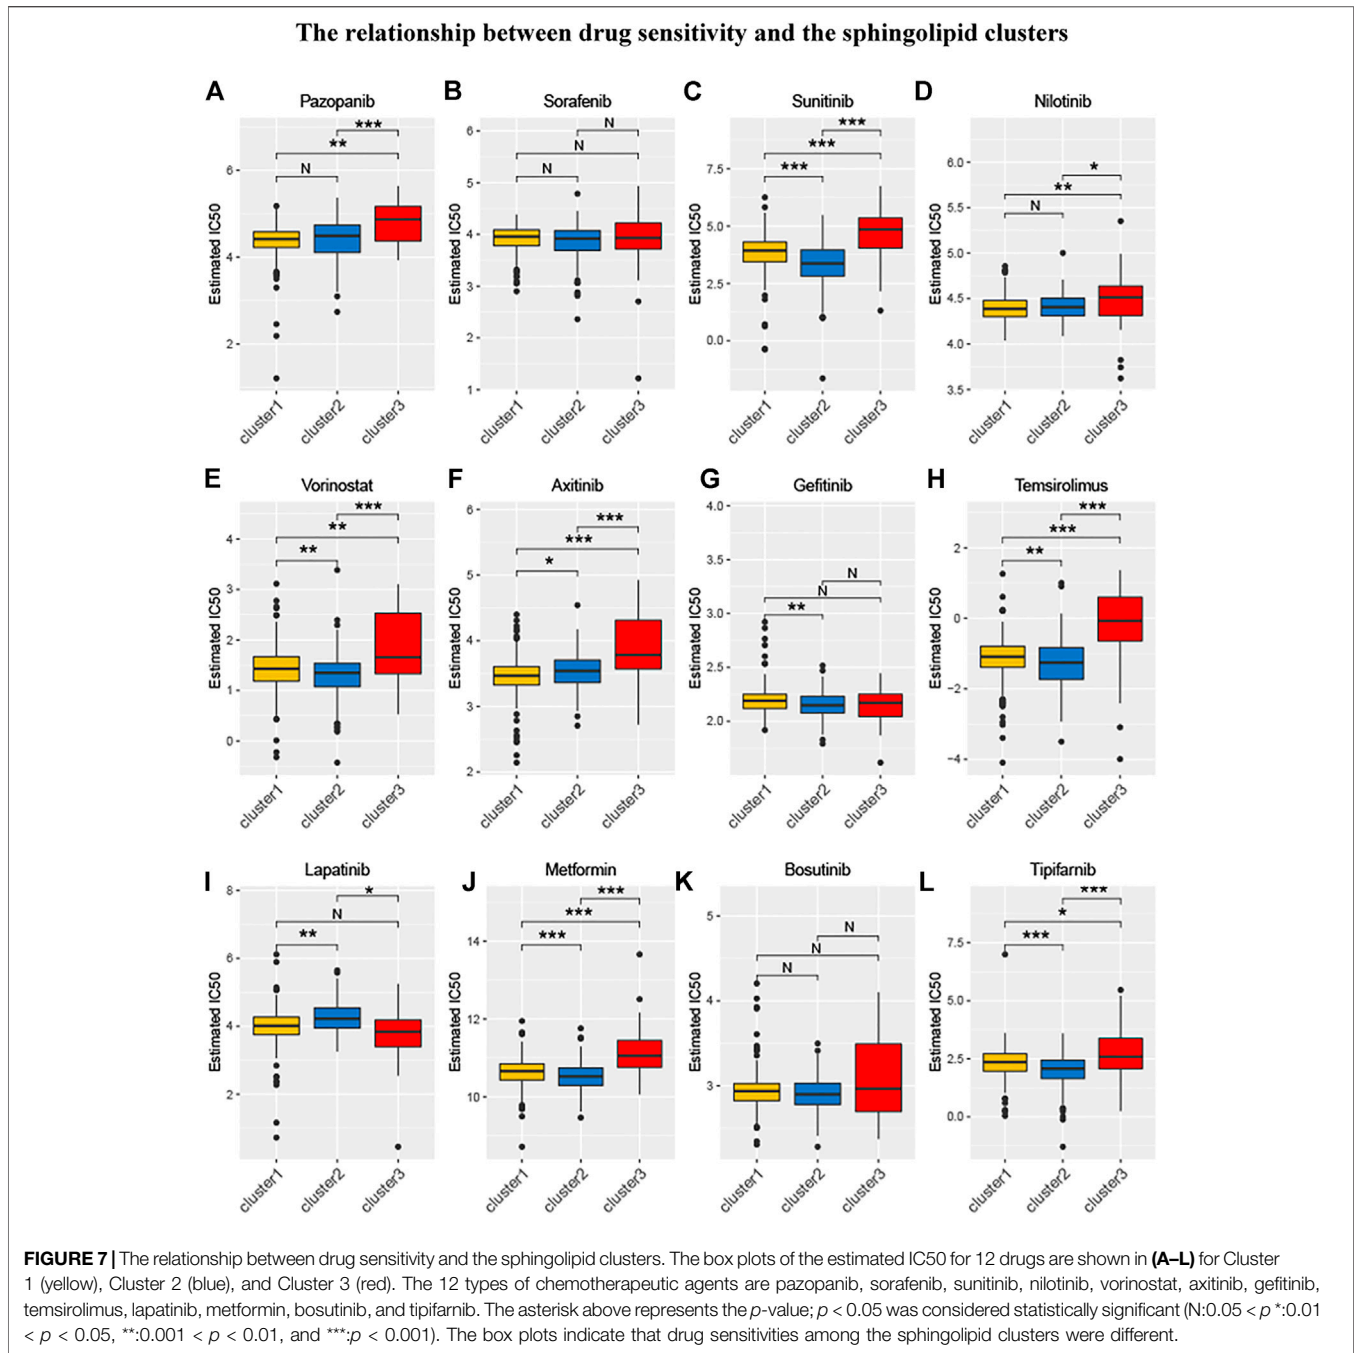 The relationship between drug sensitivity and the sphingolipid clusters
A
Pazopanib
Estimated IC50
6
4
2
***
**
N
cluster1
cluster2
cluster3
B
Sorafenib
Estimated IC50
6
5
4
3
2
1
N
N
N
cluster1
cluster2
cluster3
C
Sunitinib
Estimated IC50
7.5
5.0
2.5
0.0
***
***
***
cluster1
cluster2
cluster3
D
Nilotinib
Estimated IC50
6.0
5.5
5.0
4.5
4.0
3.5
*
**
N
cluster1
cluster2
cluster3
E
Vorinostat
Estimated IC50
4
3
2
1
0
***
**
**
cluster1
cluster2
cluster3
F
Axitinib
Estimated IC50
6
5
4
3
2
***
***
*
cluster1
cluster2
cluster3
G
Gefitinib
Estimated IC50
4.0
3.5
3.0
2.5
2.0
N
N
**
cluster1
cluster2
cluster3
H
Temsirolimus
Estimated IC50
2
0
−2
−4
***
***
**
cluster1
cluster2
cluster3
I
Lapatinib
Estimated IC50
8
6
4
2
*
N
**
cluster1
cluster2
cluster3
J
Metformin
Estimated IC50
14
12
10
***
***
***
cluster1
cluster2
cluster3
K
Bosutinib
Estimated IC50
5
4
3
N
N
N
cluster1
cluster2
cluster3
L
Tipifarnib
Estimated IC50
7.5
5.0
2.5
0.0
***
*
***
cluster1
cluster2
cluster3
FIGURE 7 | The relationship between drug sensitivity and the sphingolipid clusters. The box plots of the estimated IC50 for 12 drugs are shown in (A–L) for Cluster
1 (yellow), Cluster 2 (blue), and Cluster 3 (red). The 12 types of chemotherapeutic agents are pazopanib, sorafenib, sunitinib, nilotinib, vorinostat, axitinib, gefitinib,
temsirolimus, lapatinib, metformin, bosutinib, and tipifarnib. The asterisk above represents the p-value; p < 0.05 was considered statistically significant (N:0.05 < p *:0.01
< p < 0.05, **:0.001 < p < 0.01, and ***:p < 0.001). The box plots indicate that drug sensitivities among the sphingolipid clusters were different.